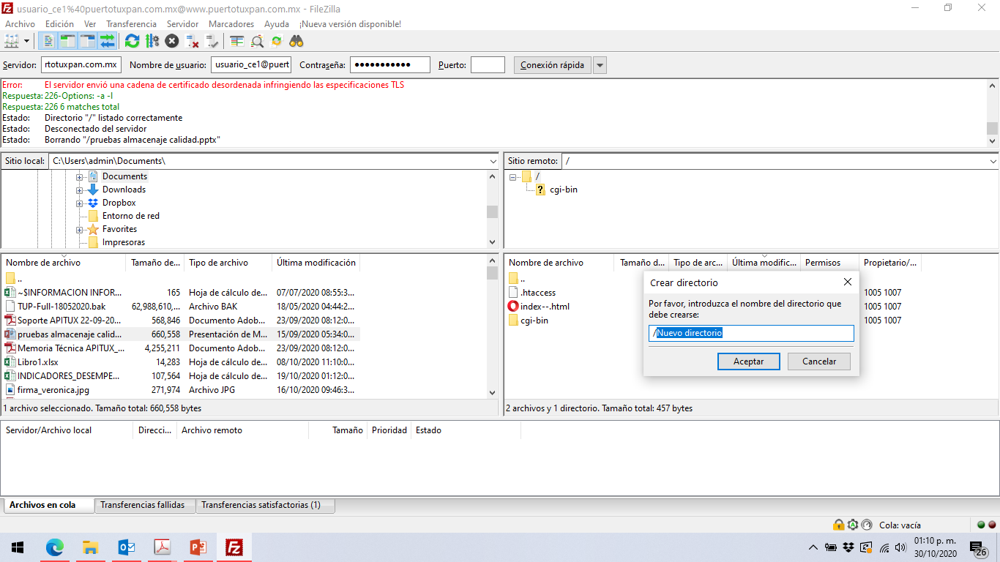 usuario_ce1%40puertotuxpan.com.mx@www.puertotuxpan.com.mx - FileZilla
Archivo Edición Ver Transferencia Servidor Marcadores Ayuda ¡Nueva versión disponible!
Servidor: rtotuxpan.com.mx Nombre de usuario: usuario_ce1@puert Contraseña: ●●●●●●●●●●● Puerto: Conexión rápida
Error: El servidor envió una cadena de certificado desordenada infringiendo las especificaciones TLS
Respuesta: 226-Options: -a -l
Respuesta: 226 6 matches total
Estado: Directorio "/" listado correctamente
Estado: Desconectado del servidor
Estado: Borrando "/pruebas almacenaje calidad.pptx"
Sitio local: C:\Users\admin\Documents\
Documents
Downloads
Dropbox
Entorno de red
Favorites
Impresoras
Sitio remoto: /
/
cgi-bin
Nombre de archivo Tamaño de... Tipo de archivo Última modificación
..
~$INFORMACION INFOR... 165 Hoja de cálculo de... 07/07/2020 08:55:3...
TUP-Full-18052020.bak 62,988,610,... Archivo BAK 18/05/2020 04:44:2...
Soporte APITUX 22-09-20... 568,846 Documento Adob... 23/09/2020 08:12:0...
pruebas almacenaje calid... 660,558 Presentación de M... 15/09/2020 05:34:0...
Memoria Técnica APITUX_... 4,255,211 Documento Adob... 23/09/2020 08:12:0...
Libro1.xlsx 14,283 Hoja de cálculo de... 08/10/2020 11:10:0...
INDICADORES_DESEMPE... 107,564 Hoja de cálculo de... 19/10/2020 01:12:0...
firma_veronica.jpg 271,974 Archivo JPG 16/10/2020 09:46:3...
1 archivo seleccionado. Tamaño total: 660,558 bytes
Nombre de archivo Tamaño d... Tipo de arc... Última modific... Permisos Propietario/...
..
.htaccess 1005 1007
index--.html 1005 1007
cgi-bin 1005 1007
2 archivos y 1 directorio. Tamaño total: 457 bytes
Crear directorio
Por favor, introduzca el nombre del directorio que
debe crearse:
/Nuevo directorio
Aceptar Cancelar
Servidor/Archivo local Direcci... Archivo remoto Tamaño Prioridad Estado
Archivos en cola Transferencias fallidas Transferencias satisfactorias (1)
Cola: vacía
01:10 p. m.
30/10/2020
26